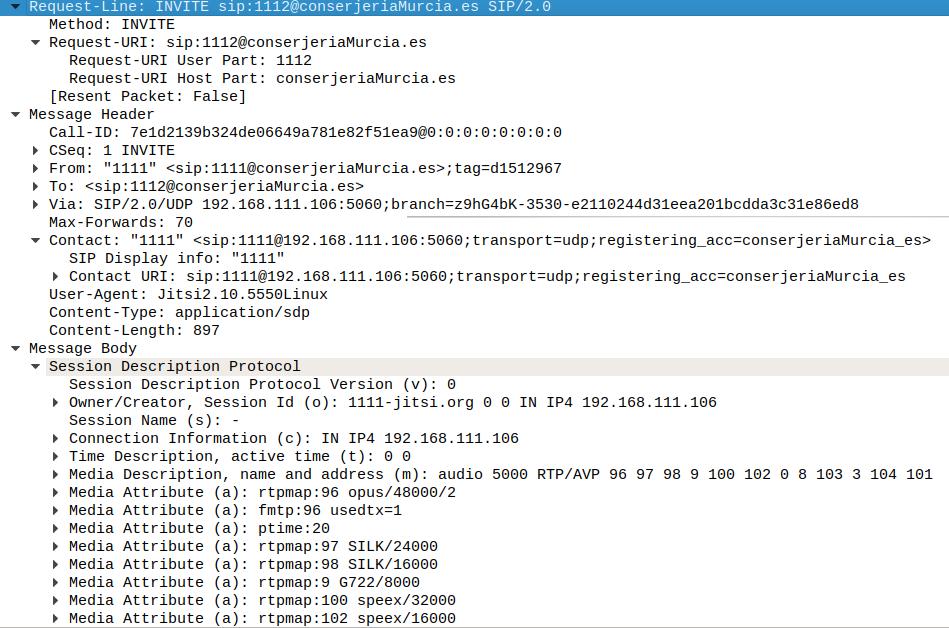 Request-Line: INVITE sip:1112@conserjeriaMurcia.es SIP/2.0
Method: INVITE
Request-URI: sip:1112@conserjeriaMurcia.es
Request-URI User Part: 1112
Request-URI Host Part: conserjeriaMurcia.es
[Resent Packet: False]
Message Header
Call-ID: 7e1d2139b324de06649a781e82f51ea9@0:0:0:0:0:0:0:0
CSeq: 1 INVITE
From: "1111" <sip:1111@conserjeriaMurcia.es>;tag=d1512967
To: <sip:1112@conserjeriaMurcia.es>
Via: SIP/2.0/UDP 192.168.111.106:5060;branch=z9hG4bK-3530-e2110244d31eea201bcdda3c31e86ed8
Max-Forwards: 70
Contact: "1111" <sip:1111@192.168.111.106:5060;transport=udp;registering_acc=conserjeriaMurcia_es>
SIP Display info: "1111"
Contact URI: sip:1111@192.168.111.106:5060;transport=udp;registering_acc=conserjeriaMurcia_es
User-Agent: Jitsi2.10.5550Linux
Content-Type: application/sdp
Content-Length: 897
Message Body
Session Description Protocol
Session Description Protocol Version (v): 0
Owner/Creator, Session Id (o): 1111-jitsi.org 0 0 IN IP4 192.168.111.106
Session Name (s): -
Connection Information (c): IN IP4 192.168.111.106
Time Description, active time (t): 0 0
Media Description, name and address (m): audio 5000 RTP/AVP 96 97 98 9 100 102 0 8 103 3 104 101
Media Attribute (a): rtpmap:96 opus/48000/2
Media Attribute (a): fmtp:96 usedtx=1
Media Attribute (a): ptime:20
Media Attribute (a): rtpmap:97 SILK/24000
Media Attribute (a): rtpmap:98 SILK/16000
Media Attribute (a): rtpmap:9 G722/8000
Media Attribute (a): rtpmap:100 speex/32000
Media Attribute (a): rtpmap:102 speex/16000